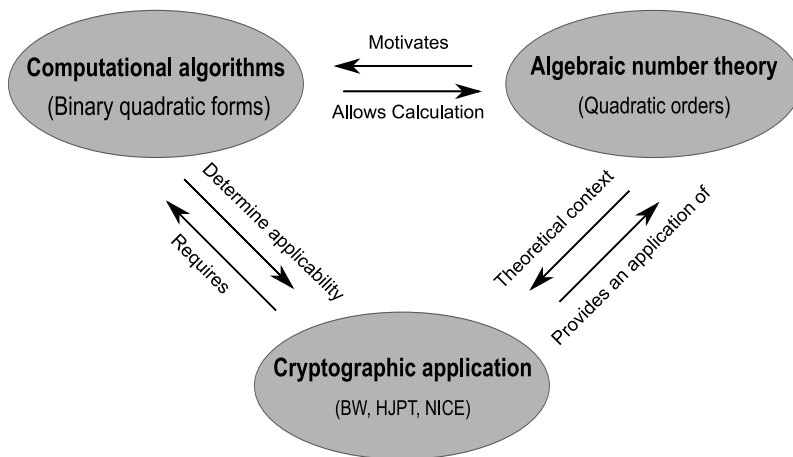 Computational algorithms
(Binary quadratic forms)
Motivates
Allows Calculation
Algebraic number theory
(Quadratic orders)
Determine applicability
Requires
Theoretical context
Provides an application of
Cryptographic application
(BW, HJPT, NICE)